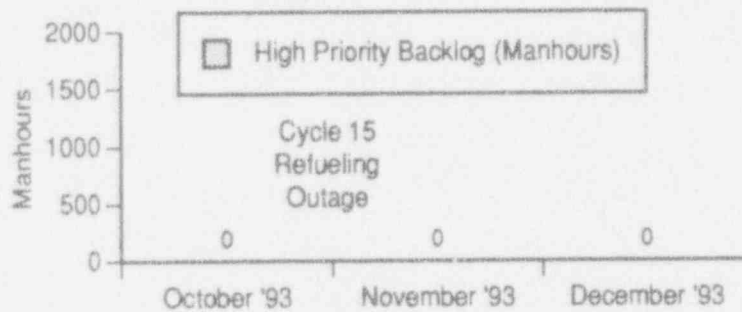 2000
High Priority Backlog (Manhours)
1500
Manhours
Cycle 15
1000
Refueling
Outage
500
0 0 0
0
October '93 November '93 December '93